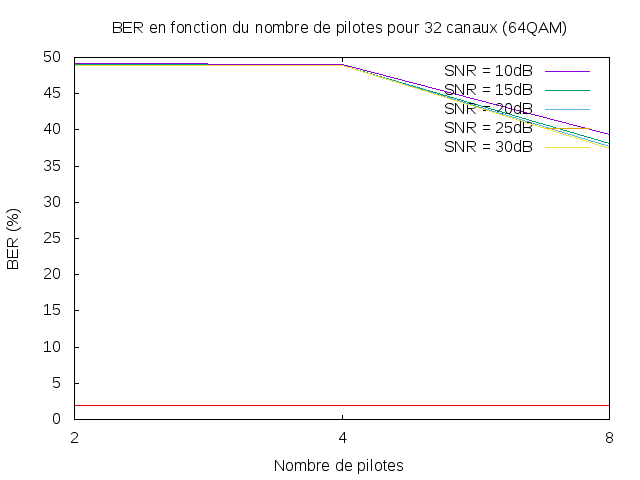 BER en fonction du nombre de pilotes pour 32 canaux (64QAM)
50
45
40
35
30
25
20
15
10
5
0
BER (%)
SNR = 10dB
SNR = 15dB
SNR = 20dB
SNR = 25dB
SNR = 30dB
2
4
8
Nombre de pilotes